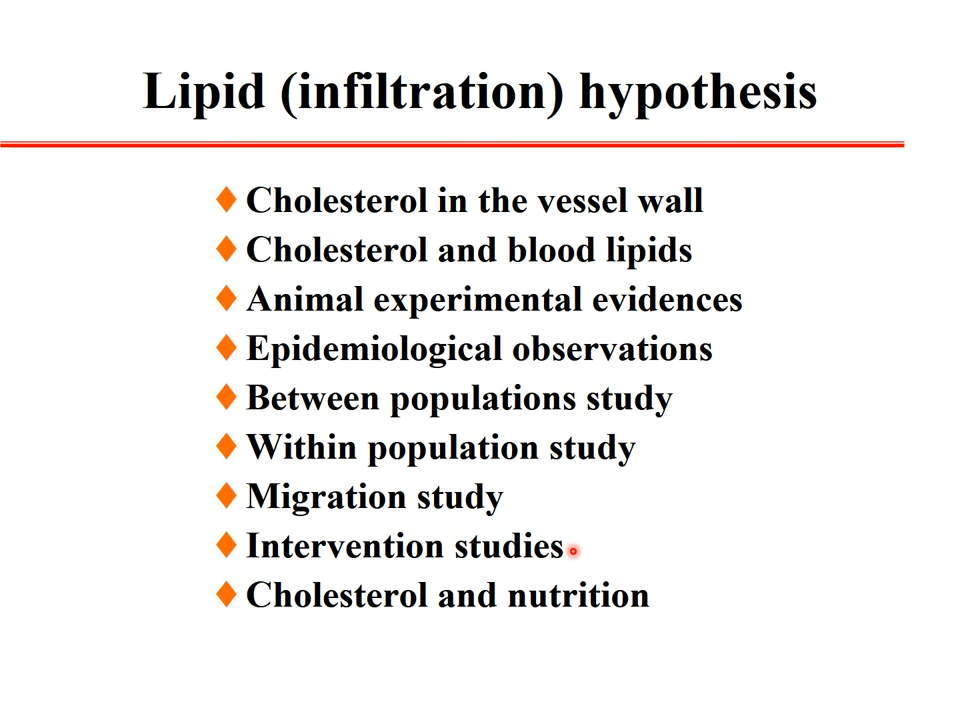 Lipid (infiltration) hypothesis
Cholesterol in the vessel wall
Cholesterol and blood lipids
Animal experimental evidences
Epidemiological observations
Between populations study
Within population study
Migration study
Intervention studies
Cholesterol and nutrition